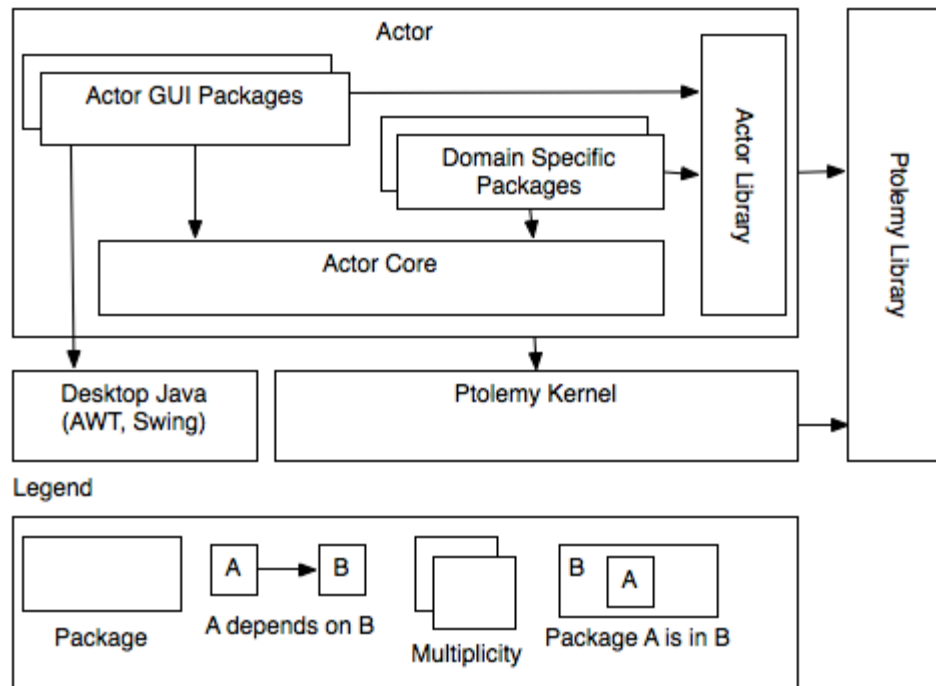 Actor
Actor GUI Packages
Domain Specific
Packages
Actor Library
Ptolemy Library
Actor Core
Desktop Java
(AWT, Swing)
Ptolemy Kernel
Legend
Package
A
B
A depends on B
Multiplicity
B
A
Package A is in B